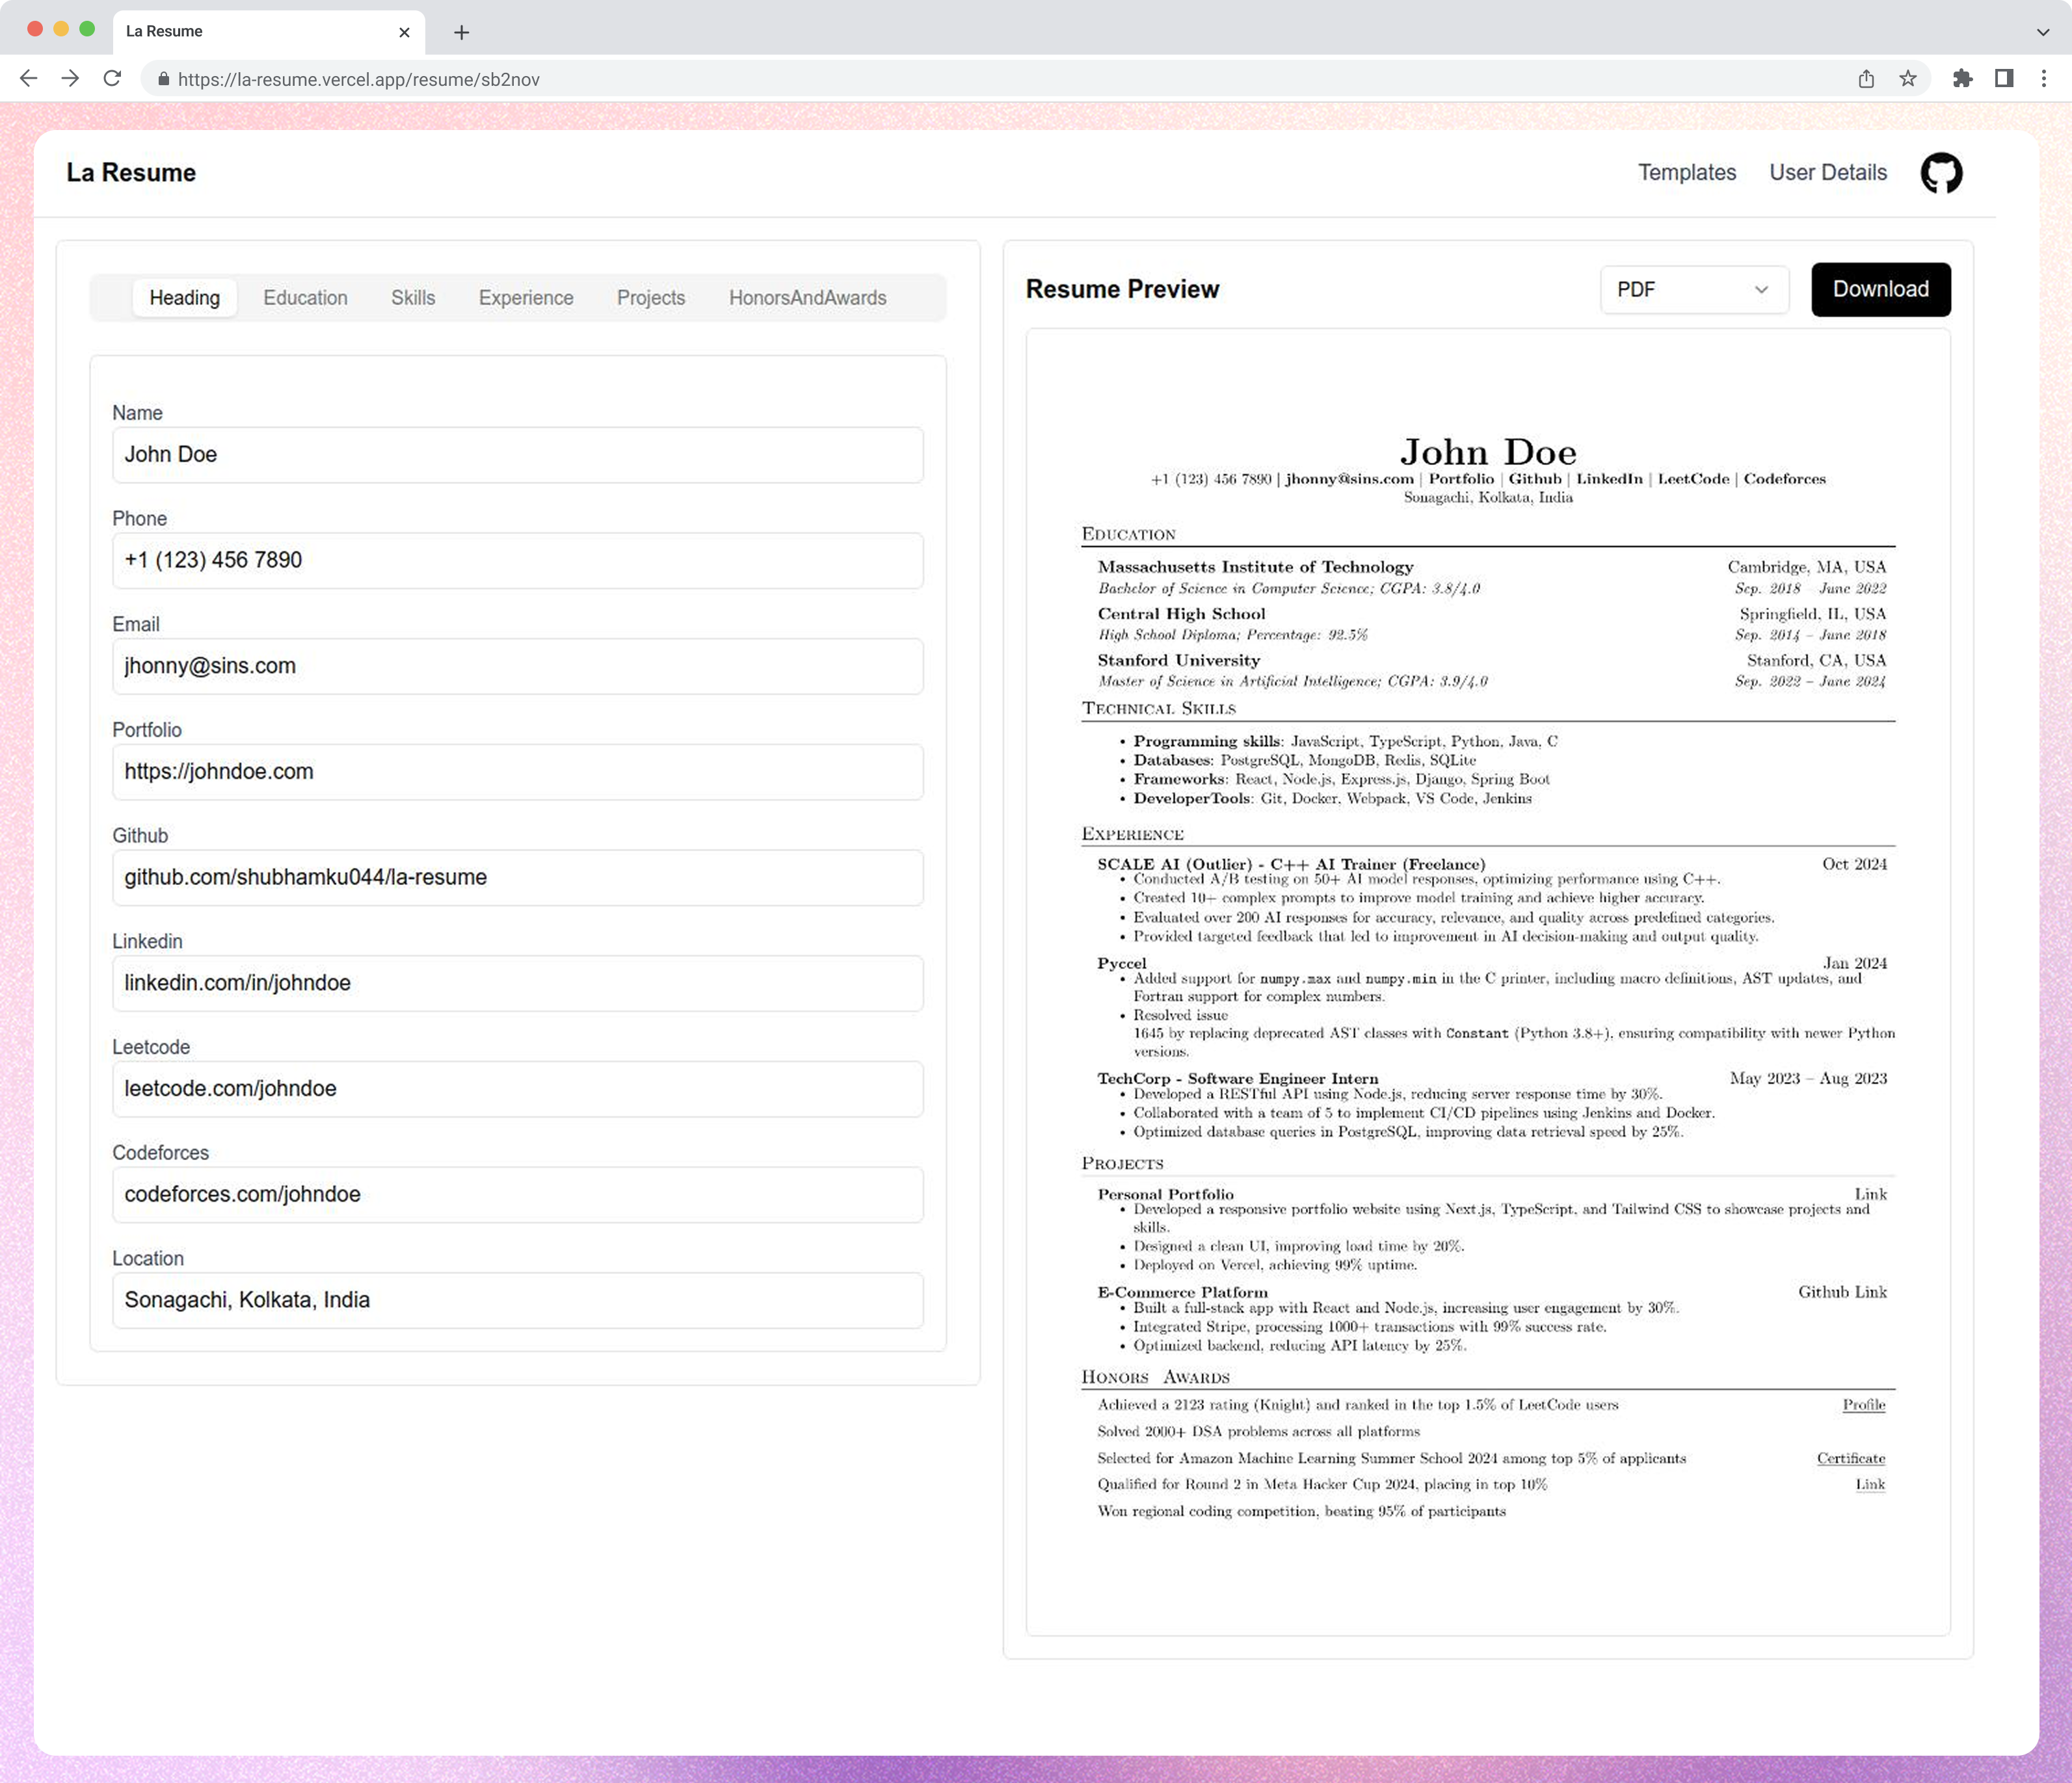 La Resume
https://la-resume.vercel.app/resume/sb2nov
La Resume
Templates User Details
Heading Education Skills Experience Projects HonorsAndAwards
Name
John Doe
Phone
+1 (123) 456 7890
Email
jhonny@sins.com
Portfolio
https://johndoe.com
Github
github.com/shubhamku044/la-resume
Linkedin
linkedin.com/in/johndoe
Leetcode
leetcode.com/johndoe
Codeforces
codeforces.com/johndoe
Location
Sonagachi, Kolkata, India
Resume Preview PDF Download
John Doe
+1 (123) 456 7890 | jhonny@sins.com | Portfolio | Github | LinkedIn | LeetCode | Codeforces
Sonagachi, Kolkata, India
Education
Massachusetts Institute of Technology Cambridge, MA, USA
Bachelor of Science in Computer Science; CGPA: 3.8/4.0 Sep. 2018 – June 2022
Central High School Springfield, IL, USA
High School Diploma; Percentage: 92.5% Sep. 2014 – June 2018
Stanford University Stanford, CA, USA
Master of Science in Artificial Intelligence; CGPA: 3.9/4.0 Sep. 2022 – June 2024
Technical Skills
• Programming skills: JavaScript, TypeScript, Python, Java, C
• Databases: PostgreSQL, MongoDB, Redis, SQLite
• Frameworks: React, Node.js, Express.js, Django, Spring Boot
• DeveloperTools: Git, Docker, Webpack, VS Code, Jenkins
Experience
SCALE AI (Outlier) - C++ AI Trainer (Freelance) Oct 2024
• Conducted A/B testing on 50+ AI model responses, optimizing performance using C++.
• Created 10+ complex prompts to improve model training and achieve higher accuracy.
• Evaluated over 200 AI responses for accuracy, relevance, and quality across predefined categories.
• Provided targeted feedback that led to improvement in AI decision-making and output quality.
Pyccel Jan 2024
• Added support for numpy.max and numpy.min in the C printer, including macro definitions, AST updates, and
Fortran support for complex numbers.
• Resolved issue
1645 by replacing deprecated AST classes with Constant (Python 3.8+), ensuring compatibility with newer Python
versions.
TechCorp - Software Engineer Intern May 2023 – Aug 2023
• Developed a RESTful API using Node.js, reducing server response time by 30%.
• Collaborated with a team of 5 to implement CI/CD pipelines using Jenkins and Docker.
• Optimized database queries in PostgreSQL, improving data retrieval speed by 25%.
Projects
Personal Portfolio Link
• Developed a responsive portfolio website using Next.js, TypeScript, and Tailwind CSS to showcase projects and
skills.
• Designed a clean UI, improving load time by 20%.
• Deployed on Vercel, achieving 99% uptime.
E-Commerce Platform Github Link
• Built a full-stack app with React and Node.js, increasing user engagement by 30%.
• Integrated Stripe, processing 1000+ transactions with 99% success rate.
• Optimized backend, reducing API latency by 25%.
Honors Awards
Achieved a 2123 rating (Knight) and ranked in the top 1.5% of LeetCode users Profile
Solved 2000+ DSA problems across all platforms
Selected for Amazon Machine Learning Summer School 2024 among top 5% of applicants Certificate
Qualified for Round 2 in Meta Hacker Cup 2024, placing in top 10% Link
Won regional coding competition, beating 95% of participants